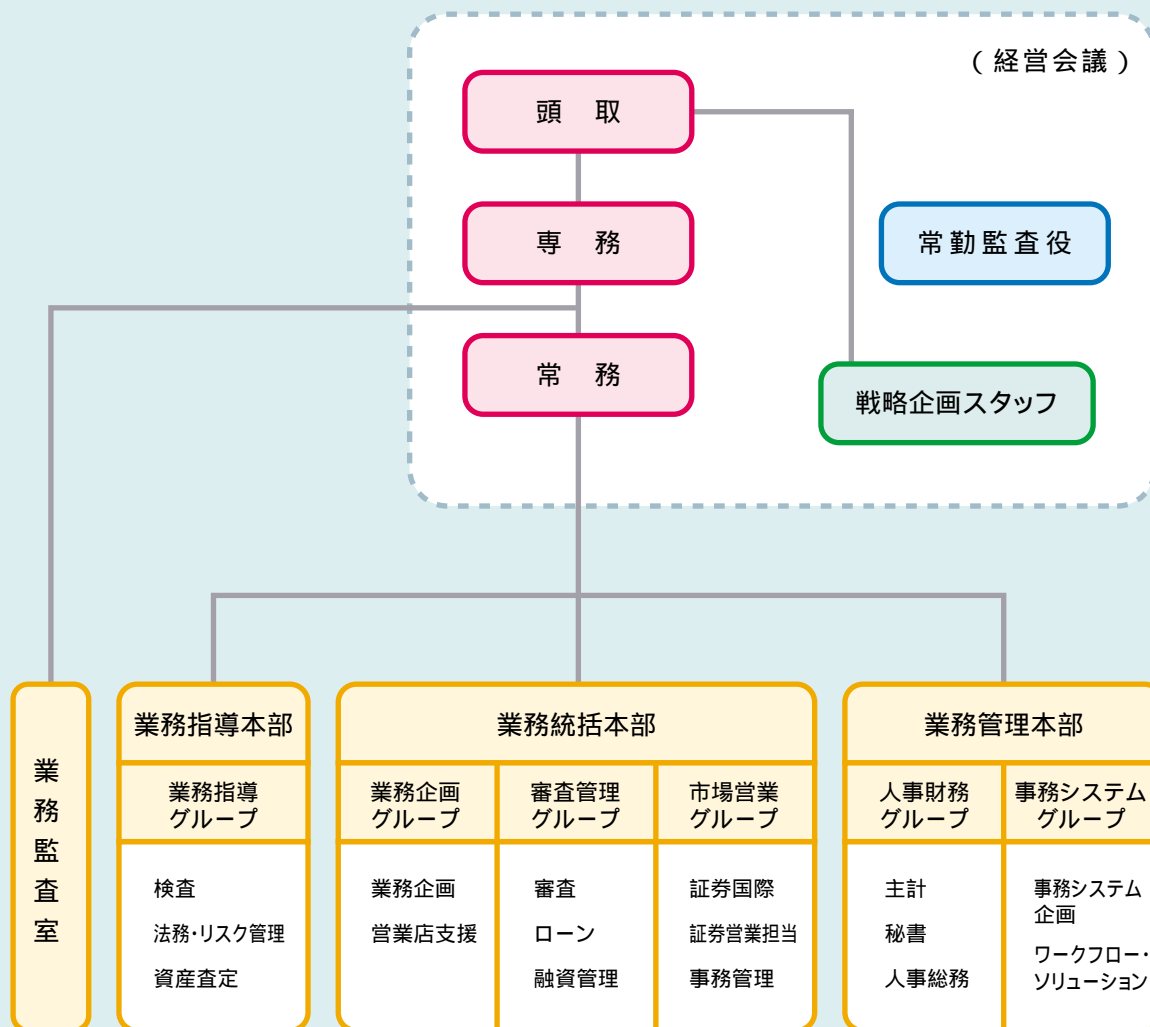 （経営会議）
頭取
専務
常勤監査役
常務
戦略企画スタッフ
業務監査室
業務指導本部
業務指導
グループ
検査
法務・リスク管理
資産査定
業務統括本部
業務企画
グループ
業務企画
営業店支援
審査管理
グループ
審査
ローン
融資管理
市場営業
グループ
証券国際
証券営業担当
事務管理
業務管理本部
人事財務
グループ
主計
秘書
人事総務
事務システム
グループ
事務システム
企画
ワークフロー・
ソリューション